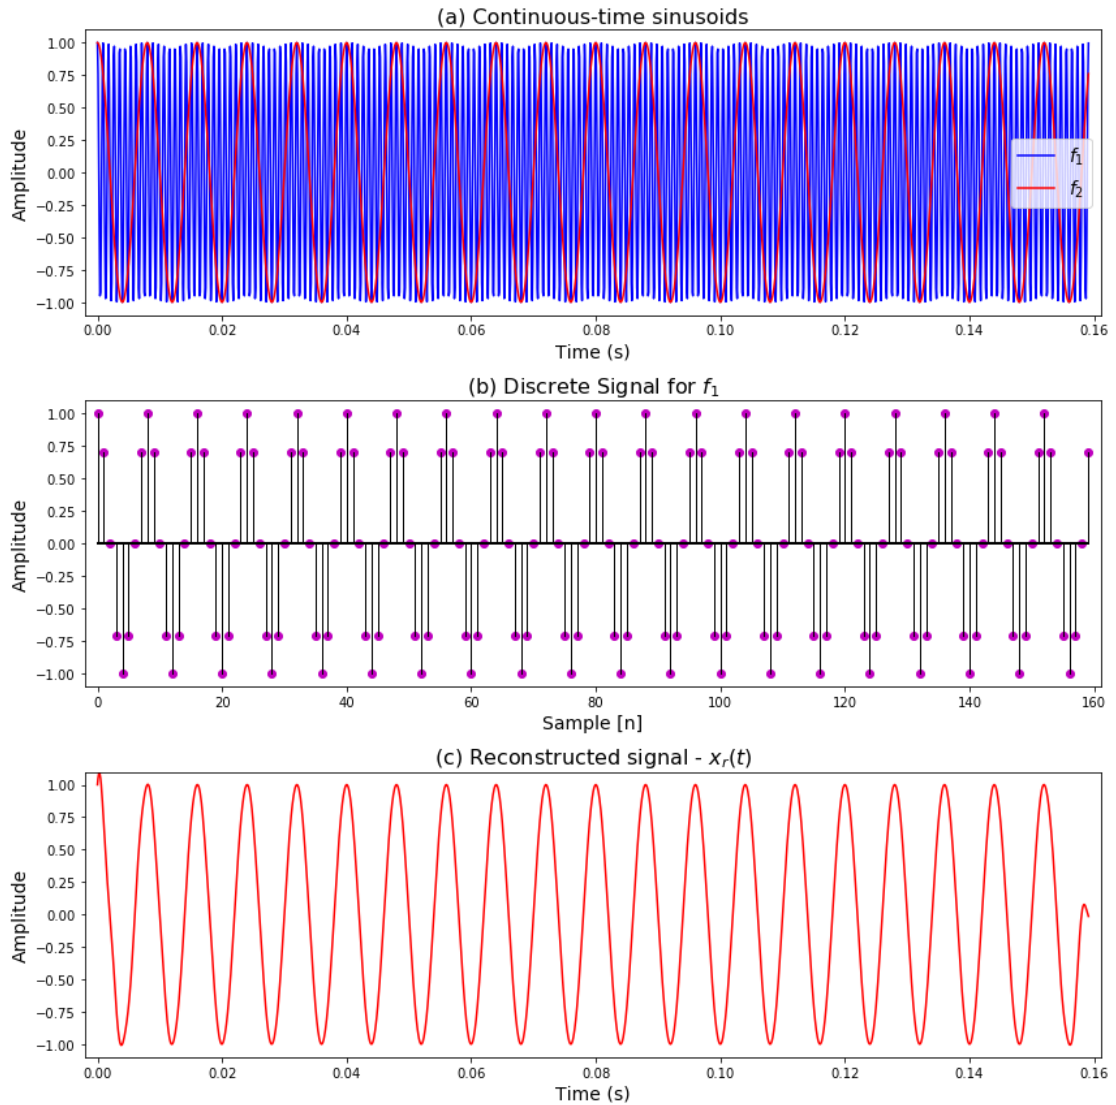 (a) Continuous-time sinusoids
Amplitude
1.00
0.75
0.50
0.25
0.00
−0.25
−0.50
−0.75
−1.00
f₁
f₂
0.00 0.02 0.04 0.06 0.08 0.10 0.12 0.14 0.16
Time (s)
(b) Discrete Signal for f₁
Amplitude
1.00
0.75
0.50
0.25
0.00
−0.25
−0.50
−0.75
−1.00
0 20 40 60 80 100 120 140 160
Sample [n]
(c) Reconstructed signal - xᵣ(t)
Amplitude
1.00
0.75
0.50
0.25
0.00
−0.25
−0.50
−0.75
−1.00
0.00 0.02 0.04 0.06 0.08 0.10 0.12 0.14 0.16
Time (s)